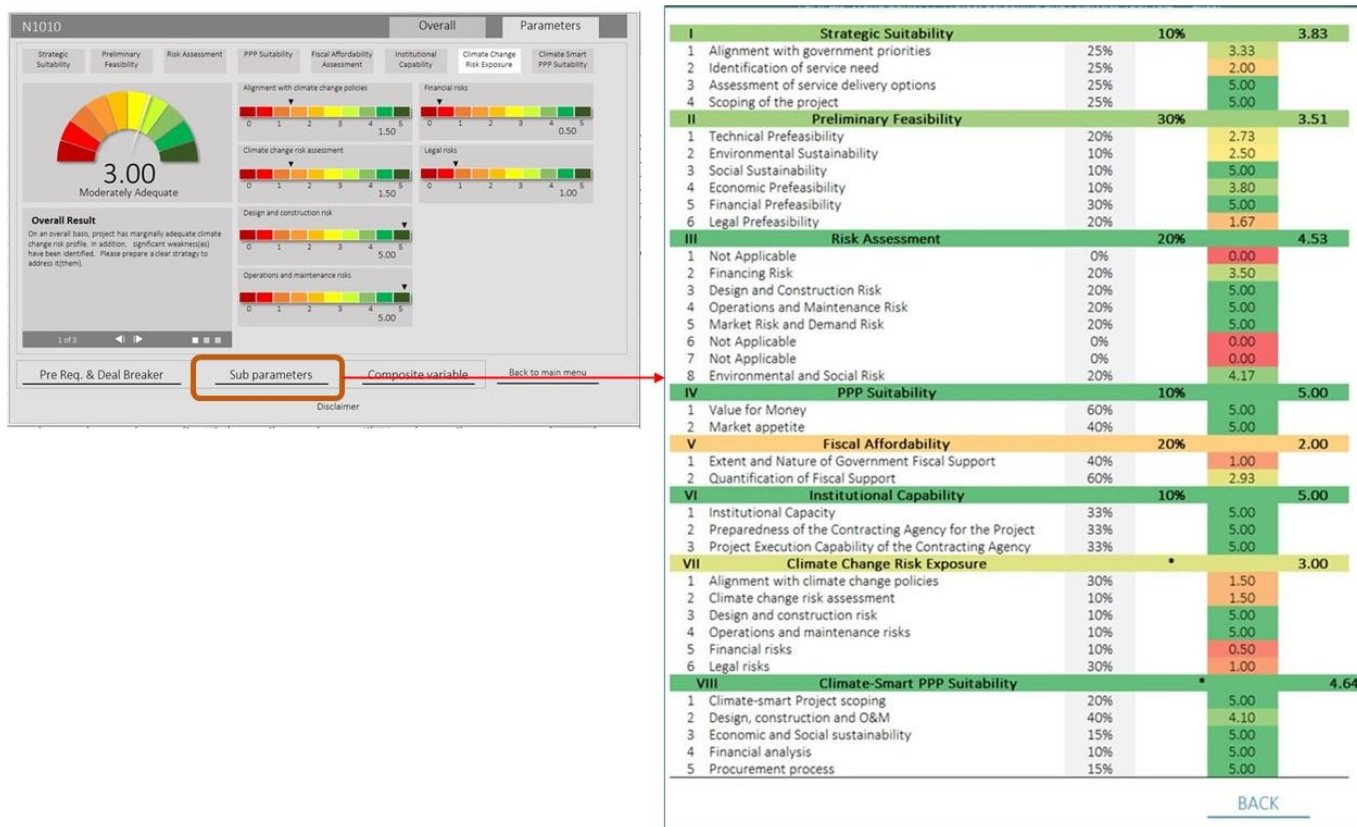 N1010
Overall
Parameters
Strategic Suitability
Preliminary Feasibility
Risk Assessment
PPP Suitability
Fiscal Affordability Assessment
Institutional Capability
Climate Change Risk Exposure
Climate Smart PPP Suitability
3.00
Moderately Adequate
Overall Result
On an overall basis, project has marginally adequate climate
change risk profile. In addition, significant weakness(es)
have been identified. Please prepare a clear strategy to
address it(them).
1 of 3
Alignment with climate change policies
0 1 2 3 4 5
1.50
Climate change risk assessment
0 1 2 3 4 5
1.50
Design and construction risk
0 1 2 3 4 5
5.00
Operations and maintenance risks
0 1 2 3 4 5
5.00
Financial risks
0 1 2 3 4 5
0.50
Legal risks
0 1 2 3 4 5
1.00
Pre Req. & Deal Breaker
Sub parameters
Composite variable
Back to main menu
Disclaimer
I Strategic Suitability 10% 3.83
1 Alignment with government priorities 25% 3.33
2 Identification of service need 25% 2.00
3 Assessment of service delivery options 25% 5.00
4 Scoping of the project 25% 5.00
II Preliminary Feasibility 30% 3.51
1 Technical Prefeasibility 20% 2.73
2 Environmental Sustainability 10% 2.50
3 Social Sustainability 10% 5.00
4 Economic Prefeasibility 10% 3.80
5 Financial Prefeasibility 30% 5.00
6 Legal Prefeasibility 20% 1.67
III Risk Assessment 20% 4.53
1 Not Applicable 0% 0.00
2 Financing Risk 20% 3.50
3 Design and Construction Risk 20% 5.00
4 Operations and Maintenance Risk 20% 5.00
5 Market Risk and Demand Risk 20% 5.00
6 Not Applicable 0% 0.00
7 Not Applicable 0% 0.00
8 Environmental and Social Risk 20% 4.17
IV PPP Suitability 10% 5.00
1 Value for Money 60% 5.00
2 Market appetite 40% 5.00
V Fiscal Affordability 20% 2.00
1 Extent and Nature of Government Fiscal Support 40% 1.00
2 Quantification of Fiscal Support 60% 2.93
VI Institutional Capability 10% 5.00
1 Institutional Capacity 33% 5.00
2 Preparedness of the Contracting Agency for the Project 33% 5.00
3 Project Execution Capability of the Contracting Agency 33% 5.00
VII Climate Change Risk Exposure * 3.00
1 Alignment with climate change policies 30% 1.50
2 Climate change risk assessment 10% 1.50
3 Design and construction risk 10% 5.00
4 Operations and maintenance risks 10% 5.00
5 Financial risks 10% 0.50
6 Legal risks 30% 1.00
VIII Climate-Smart PPP Suitability * 4.64
1 Climate-smart Project scoping 20% 5.00
2 Design, construction and O&M 40% 4.10
3 Economic and Social sustainability 15% 5.00
4 Financial analysis 10% 5.00
5 Procurement process 15% 5.00
BACK